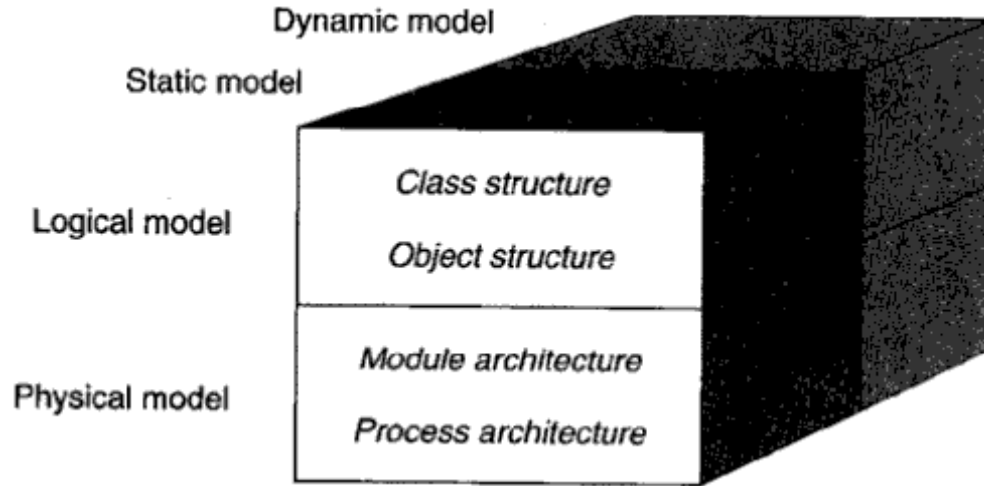 Dynamic model
Static model
Class structure
Logical model
Object structure
Module architecture
Physical model
Process architecture